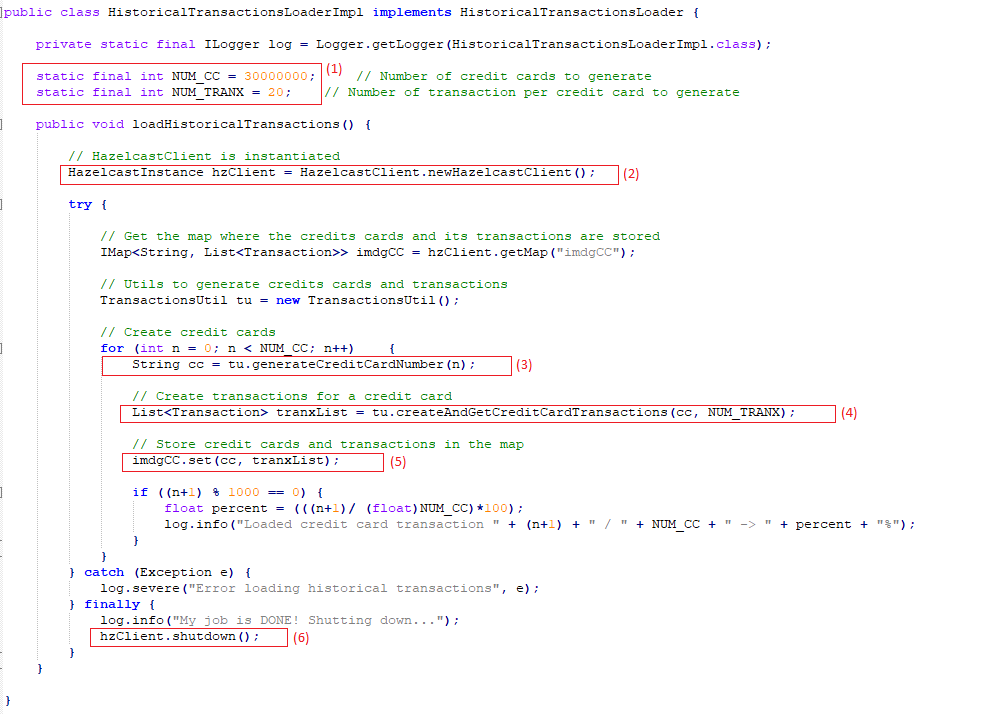 public class HistoricalTransactionsLoaderImpl implements HistoricalTransactionsLoader {
private static final ILogger log = Logger.getLogger(HistoricalTransactionsLoaderImpl.class);
static final int NUM_CC = 30000000; (1) // Number of credit cards to generate
static final int NUM_TRANX = 20; // Number of transaction per credit card to generate
public void loadHistoricalTransactions() {
// HazelcastClient is instantiated
HazelcastInstance hzClient = HazelcastClient.newHazelcastClient(); (2)
try {
// Get the map where the credits cards and its transactions are stored
IMap<String, List<Transaction>> imdgCC = hzClient.getMap("imdgCC");
// Utils to generate credits cards and transactions
TransactionsUtil tu = new TransactionsUtil();
// Create credit cards
for (int n = 0; n < NUM_CC; n++) {
String cc = tu.generateCreditCardNumber(n); (3)
// Create transactions for a credit card
List<Transaction> tranxList = tu.createAndGetCreditCardTransactions(cc, NUM_TRANX); (4)
// Store credit cards and transactions in the map
imdgCC.set(cc, tranxList); (5)
if ((n+1) % 1000 == 0) {
float percent = (((n+1)/ (float)NUM_CC)*100);
log.info("Loaded credit card transaction " + (n+1) + " / " + NUM_CC + " -> " + percent + "%");
}
}
} catch (Exception e) {
log.severe("Error loading historical transactions", e);
} finally {
log.info("My job is DONE! Shutting down...");
hzClient.shutdown(); (6)
}
}
}